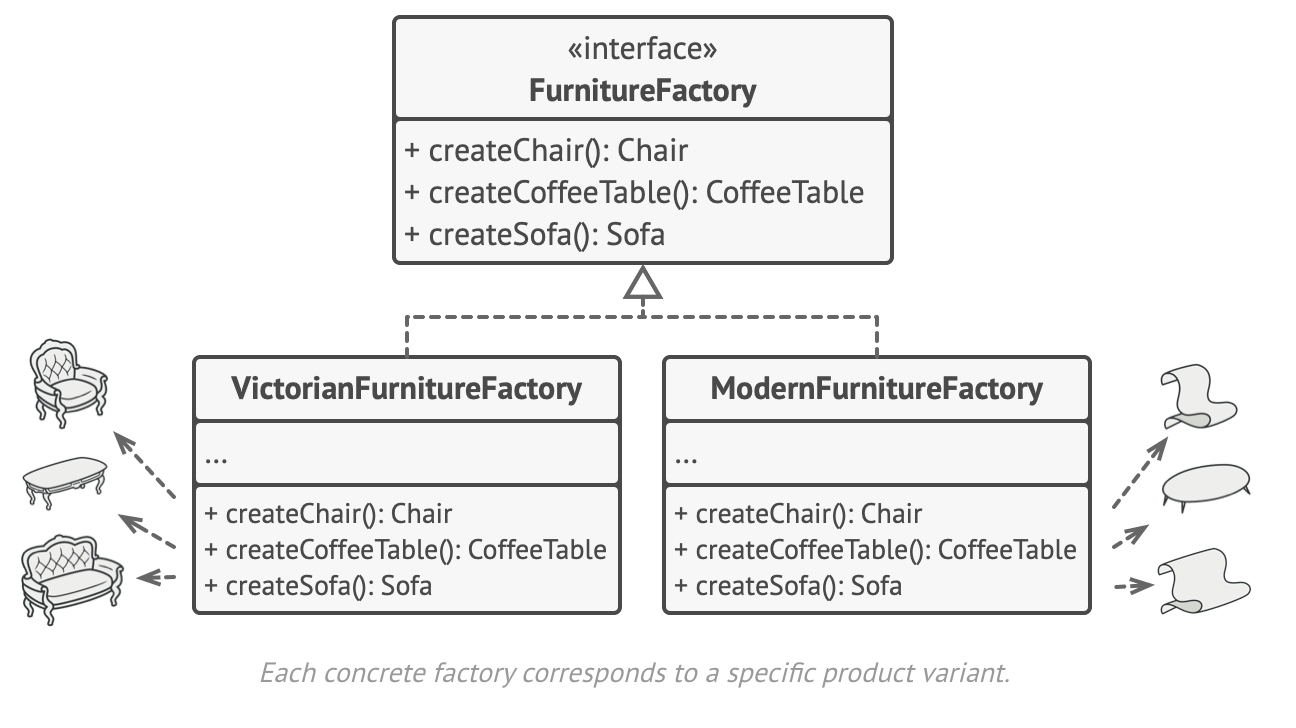 «interface»
FurnitureFactory
+ createChair(): Chair
+ createCoffeeTable(): CoffeeTable
+ createSofa(): Sofa
VictorianFurnitureFactory
...
+ createChair(): Chair
+ createCoffeeTable(): CoffeeTable
+ createSofa(): Sofa
ModernFurnitureFactory
...
+ createChair(): Chair
+ createCoffeeTable(): CoffeeTable
+ createSofa(): Sofa
Each concrete factory corresponds to a specific product variant.